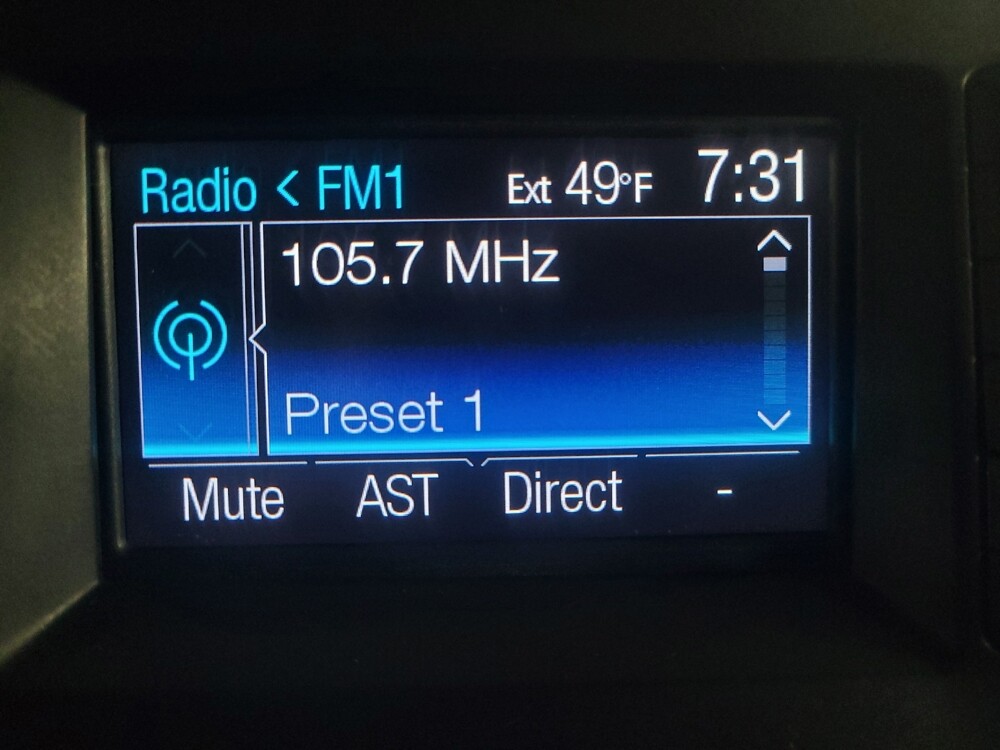 Radio < FM1 Ext 49°F 7:31
105.7 MHz
Preset 1
Mute AST Direct -